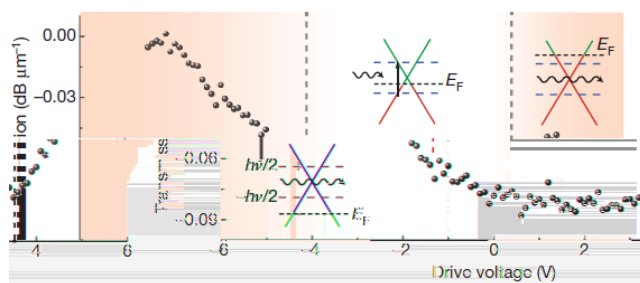 0.00
−0.03
0.06
0.09
ion (dB μm⁻¹)
E_F
E_F
hν/2
hν/2
E_F
4 6 −4 −2 0 2
Drive voltage (V)